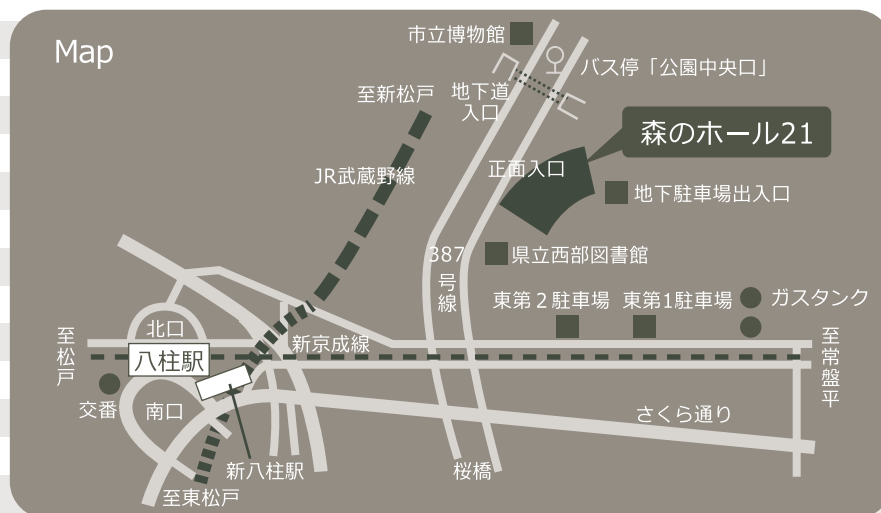 Map
市立博物館
バス停「公園中央口」
至新松戸
地下道
入口
森のホール21
正面入口
JR武蔵野線
地下駐車場出入口
387
号
線
県立西部図書館
東第2駐車場
東第1駐車場
ガスタンク
至
松
戸
北口
新京成線
至
常
盤
平
八柱駅
交番
南口
さくら通り
新八柱駅
桜橋
至東松戸